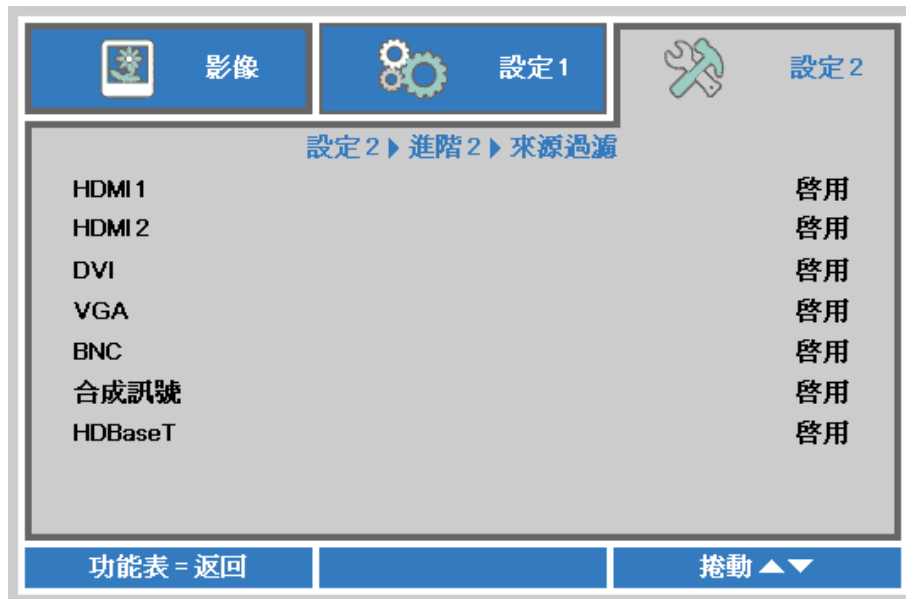 影像 設定1 設定2
設定2▶進階2▶來源過濾
HDMI 1 啓用
HDMI 2 啓用
DVI 啓用
VGA 啓用
BNC 啓用
合成訊號 啓用
HDBaseT 啓用
功能表=返回 捲動▲▼